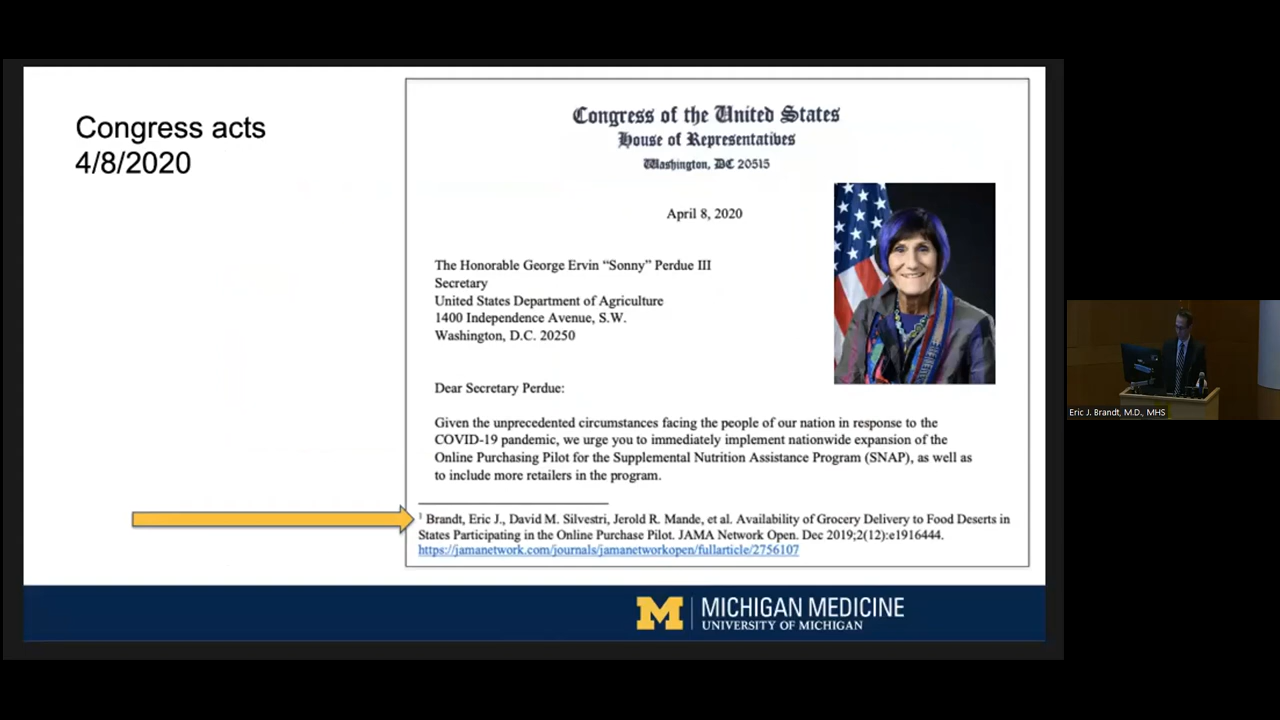 Congress acts
4/8/2020
Congress of the United States
House of Representatives
Washington, DC 20515
April 8, 2020
The Honorable George Ervin “Sonny” Perdue III
Secretary
United States Department of Agriculture
1400 Independence Avenue, S.W.
Washington, D.C. 20250
Dear Secretary Perdue:
Given the unprecedented circumstances facing the people of our nation in response to the
COVID-19 pandemic, we urge you to immediately implement nationwide expansion of the
Online Purchasing Pilot for the Supplemental Nutrition Assistance Program (SNAP), as well as
to include more retailers in the program.
1 Brandt, Eric J., David M. Silvestri, Jerold R. Mande, et al. Availability of Grocery Delivery to Food Deserts in
States Participating in the Online Purchase Pilot. JAMA Network Open. Dec 2019;2(12):e1916444.
https://jamanetwork.com/journals/jamanetworkopen/fullarticle/2756107
M MICHIGAN MEDICINE
UNIVERSITY OF MICHIGAN
Eric J. Brandt, M.D., MHS